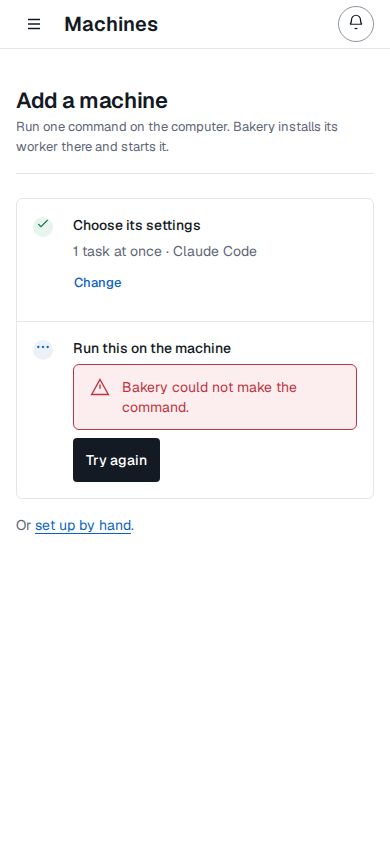 Machines
Add a machine
Run one command on the computer. Bakery installs its
worker there and starts it.
Choose its settings
1 task at once · Claude Code
Change
Run this on the machine
Bakery could not make the
command.
Try again
Or set up by hand.